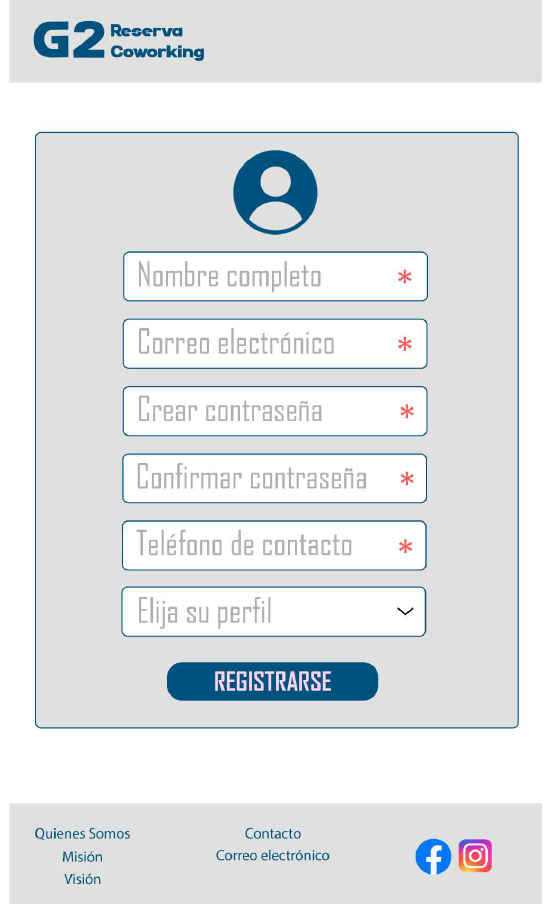 G2 Reserva
Coworking
Nombre completo *
Correo electrónico *
Crear contraseña *
Confirmar contraseña *
Teléfono de contacto *
Elija su perfil
REGISTRARSE
Quienes Somos
Misión
Visión
Contacto
Correo electrónico